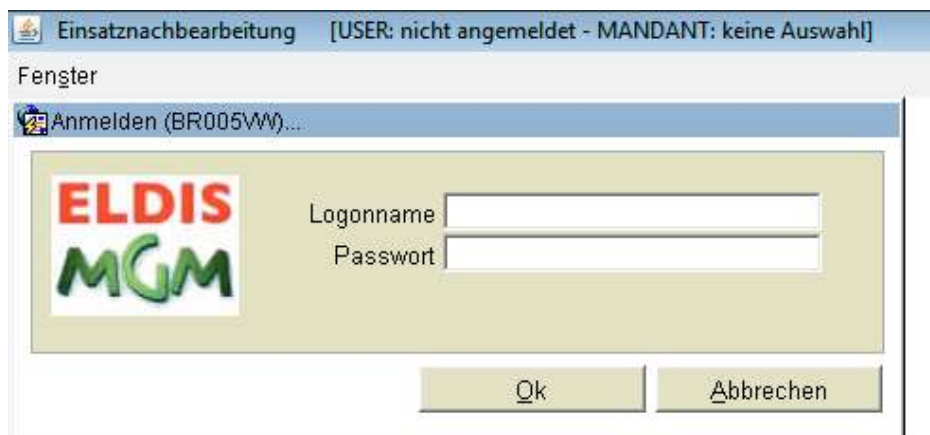 Einsatznachbearbeitung [USER: nicht angemeldet - MANDANT: keine Auswahl]
Fenster
Anmelden (BR005VW)...
ELDIS
MGM
Logonname
Passwort
Ok Abbrechen